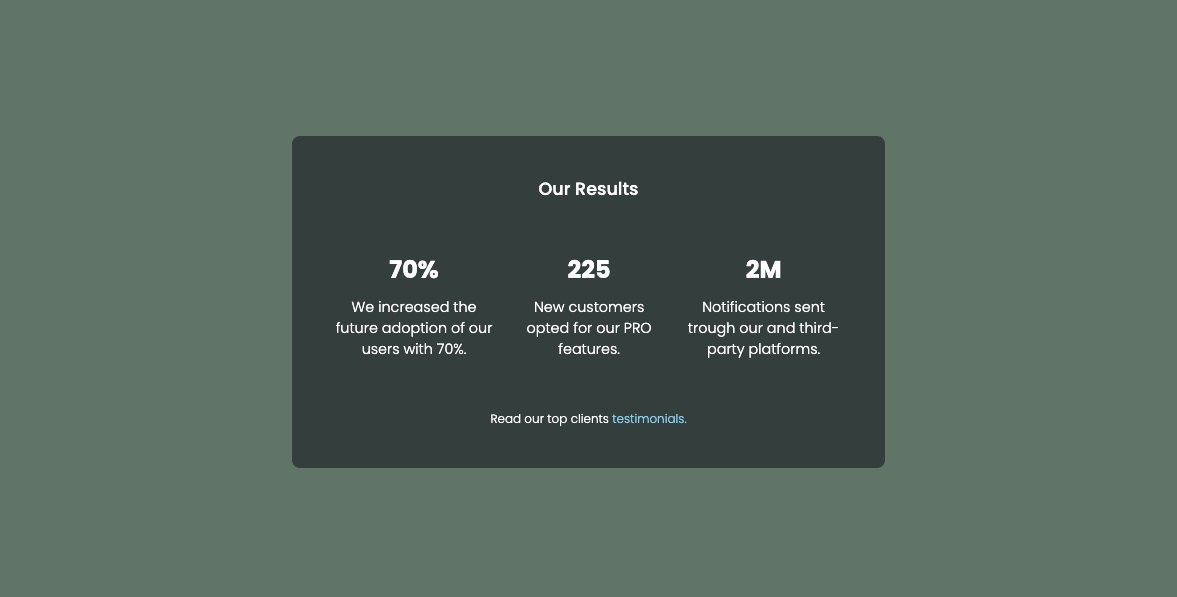 Our Results
70%
We increased the
future adoption of our
users with 70%.
225
New customers
opted for our PRO
features.
2M
Notifications sent
trough our and third-
party platforms.
Read our top clients testimonials.